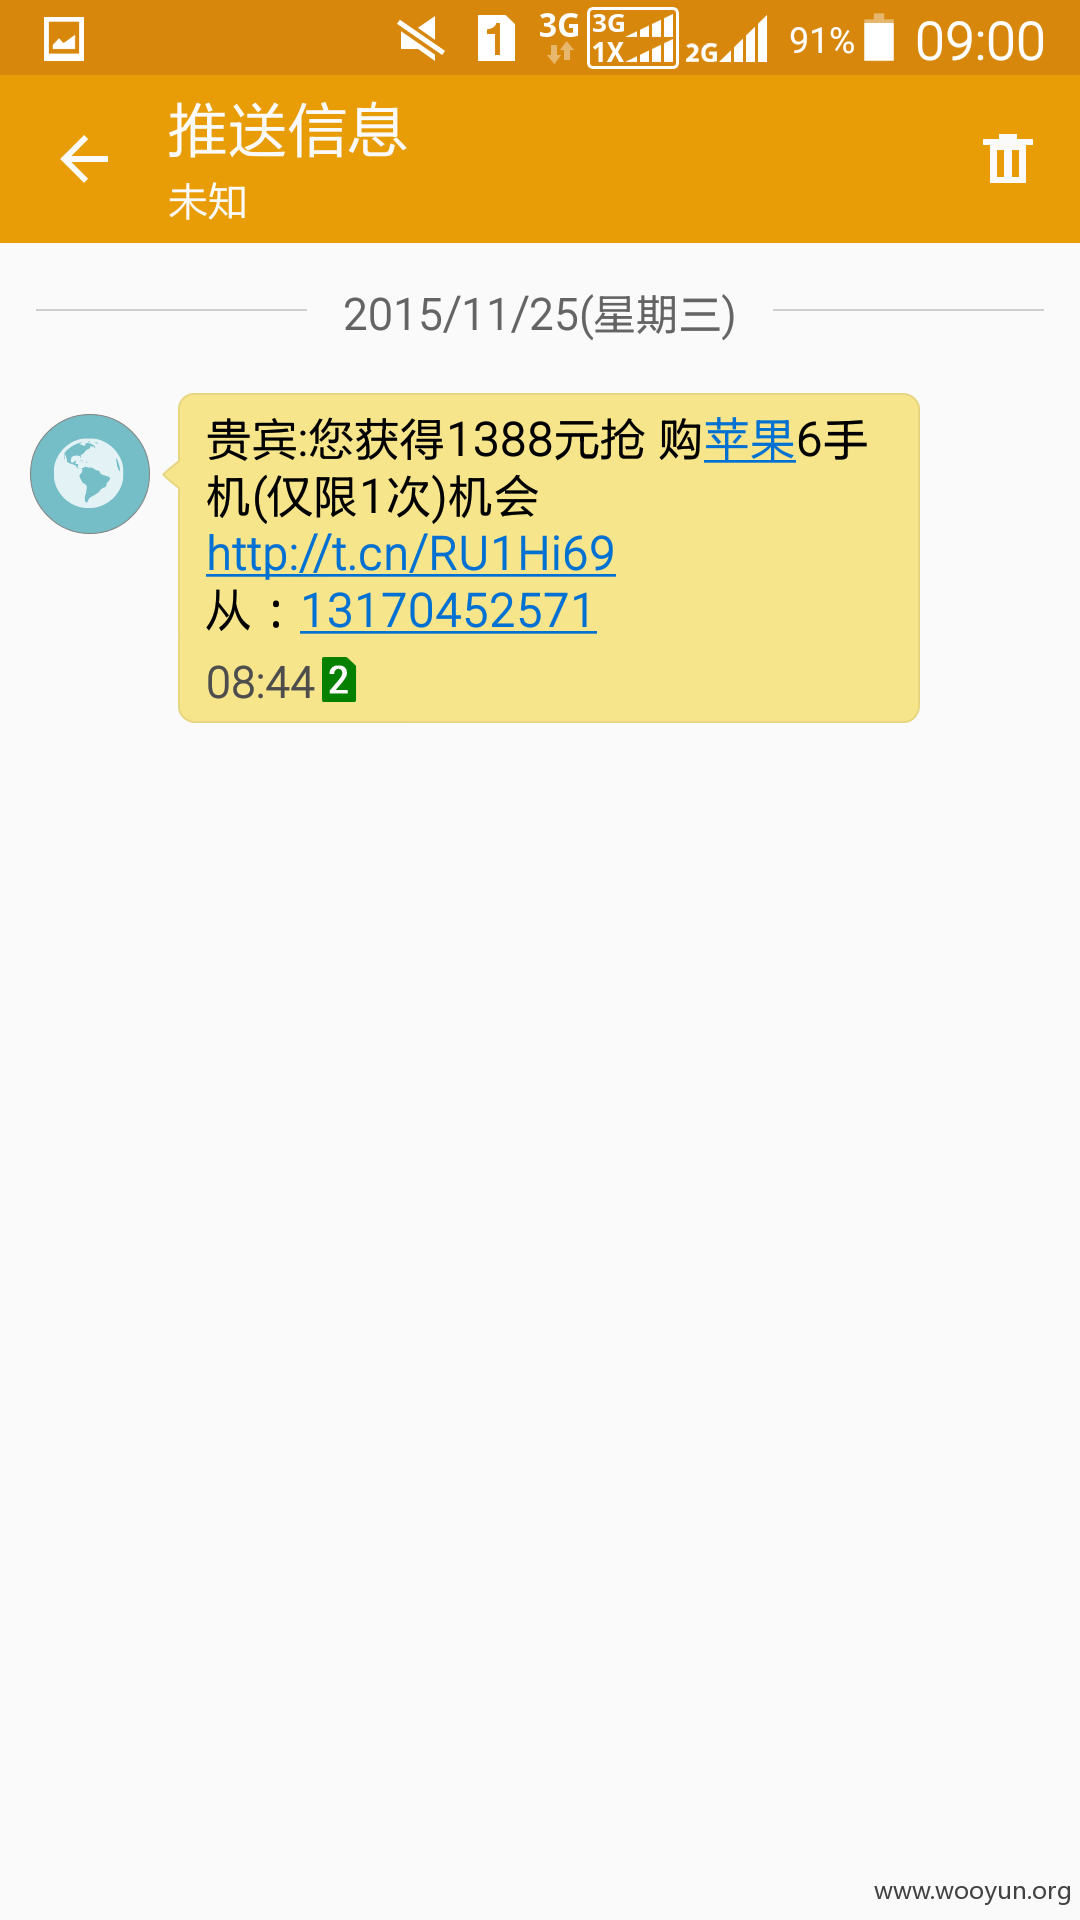 3G 3G 1X 2G 91% 09:00
推送信息
未知
2015/11/25(星期三)
贵宾:您获得1388元抢 购苹果6手
机(仅限1次)机会
http://t.cn/RU1Hi69
从：13170452571
08:44 2
www.wooyun.org